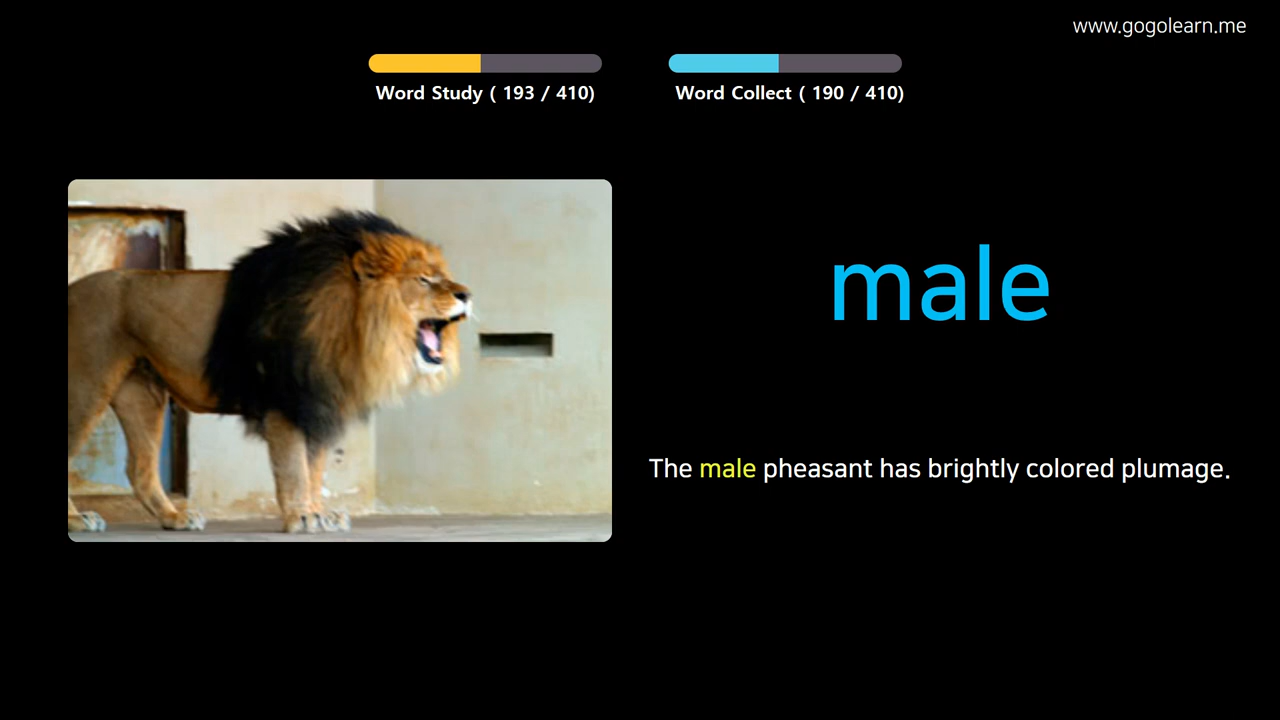 www.gogolearn.me
Word Study ( 193 / 410)
Word Collect ( 190 / 410)
male
The male pheasant has brightly colored plumage.